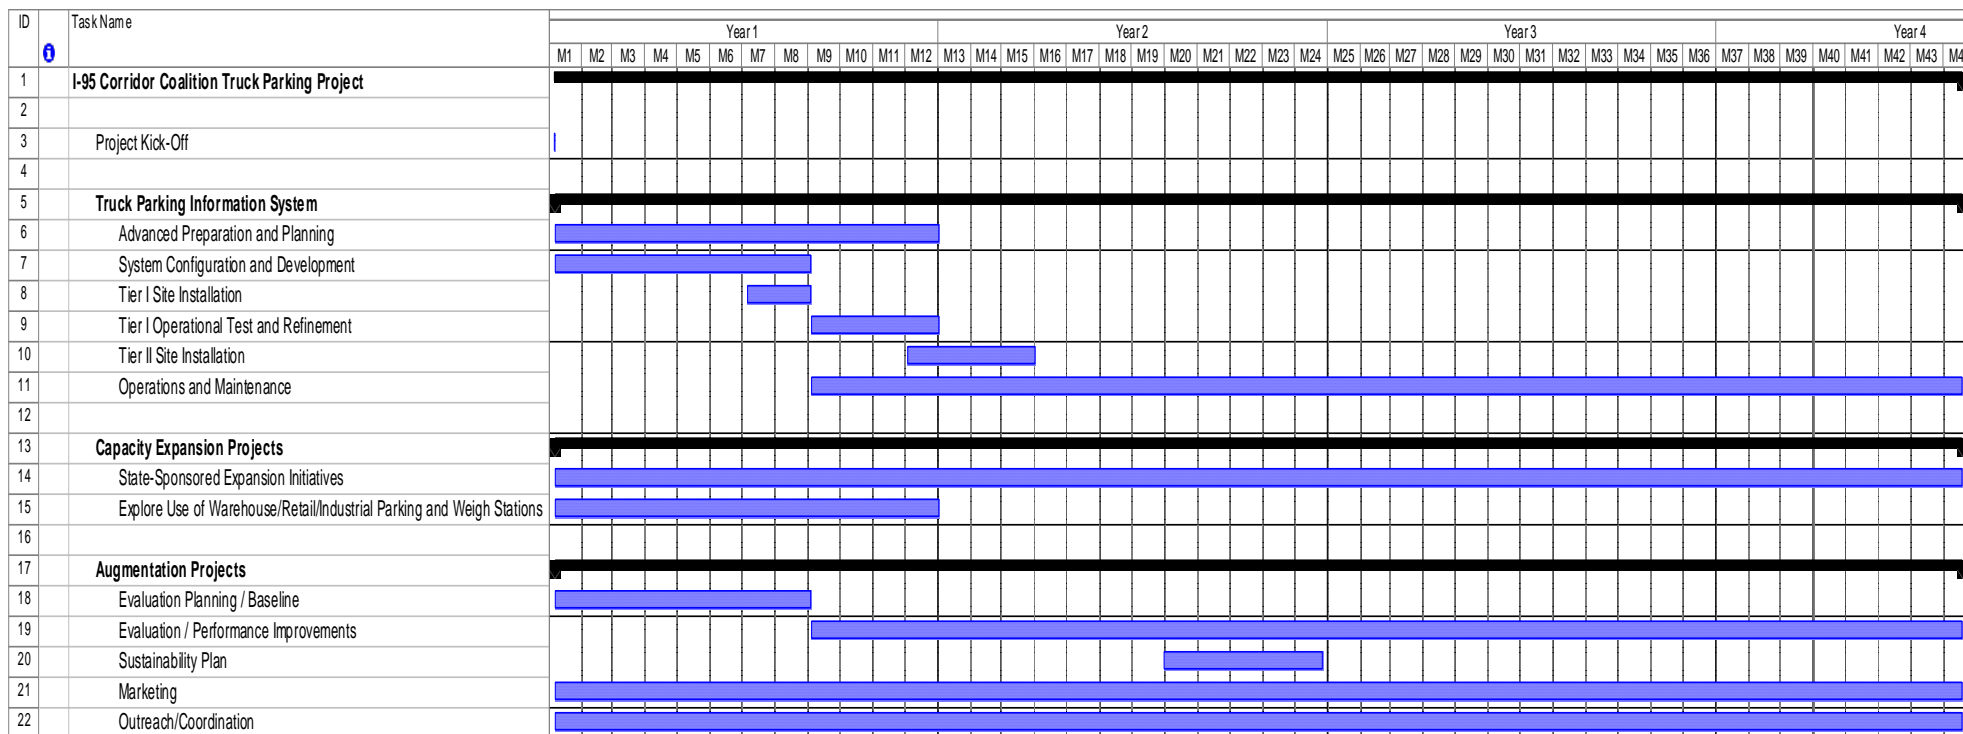 ID Task Name Year 1 Year 2 Year 3 Year 4
M1 M2 M3 M4 M5 M6 M7 M8 M9 M10 M11 M12 M13 M14 M15 M16 M17 M18 M19 M20 M21 M22 M23 M24 M25 M26 M27 M28 M29 M30 M31 M32 M33 M34 M35 M36 M37 M38 M39 M40 M41 M42 M43 M4
1 I-95 Corridor Coalition Truck Parking Project
2
3 Project Kick-Off
4
5 Truck Parking Information System
6 Advanced Preparation and Planning
7 System Configuration and Development
8 Tier I Site Installation
9 Tier I Operational Test and Refinement
10 Tier II Site Installation
11 Operations and Maintenance
12
13 Capacity Expansion Projects
14 State-Sponsored Expansion Initiatives
15 Explore Use of Warehouse/Retail/Industrial Parking and Weigh Stations
16
17 Augmentation Projects
18 Evaluation Planning / Baseline
19 Evaluation / Performance Improvements
20 Sustainability Plan
21 Marketing
22 Outreach/Coordination